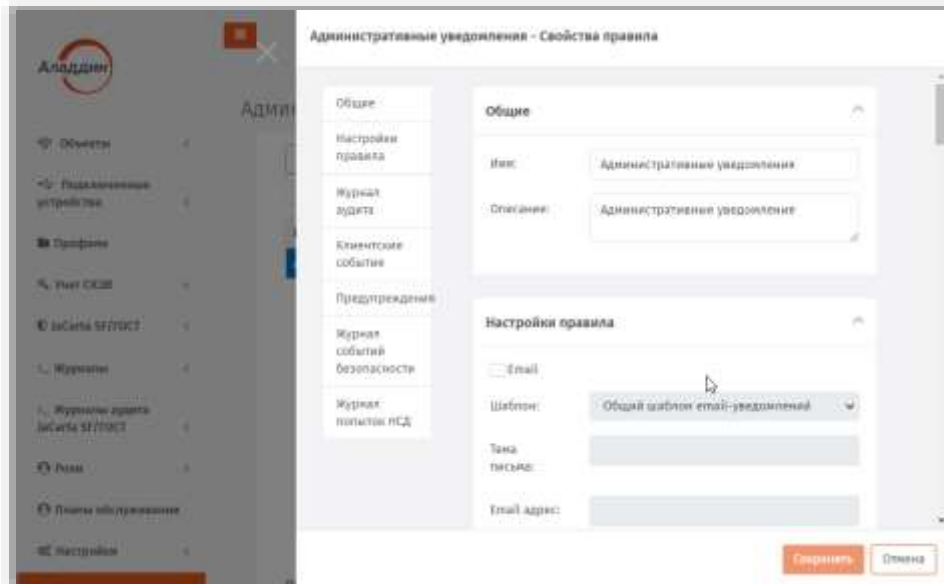 Аладдин
Админ
Объекты
Подключенные
устройства
Профили
Учет СКЗИ
JaCarta SF/ГОСТ
Журналы
Журналы аудита
JaCarta SF/ГОСТ
Роли
Планы обслуживания
Настройки
Административные уведомления - Свойства правила
Общие
Настройки
правила
Журнал
аудита
Клиентские
события
Предупреждения
Журнал
событий
безопасности
Журнал
попыток НСД
Общие
Имя:
Административные уведомления
Описание:
Административные уведомление
Настройки правила
Email
Шаблон:
Общий шаблон email-уведомлений
Тема
письма:
Email адрес:
Сохранить
Отмена